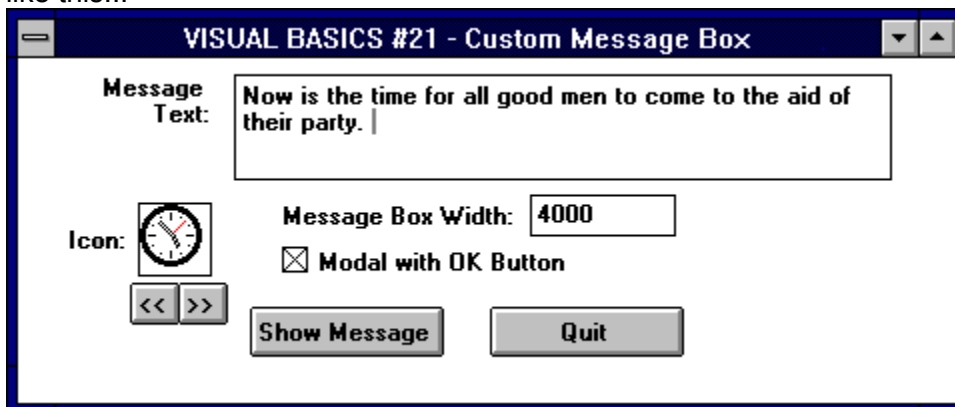 like this...
VISUAL BASICS #21 - Custom Message Box
Message
Text:
Now is the time for all good men to come to the aid of
their party.
Icon:
Message Box Width: 4000
Modal with OK Button
<< >>
Show Message Quit